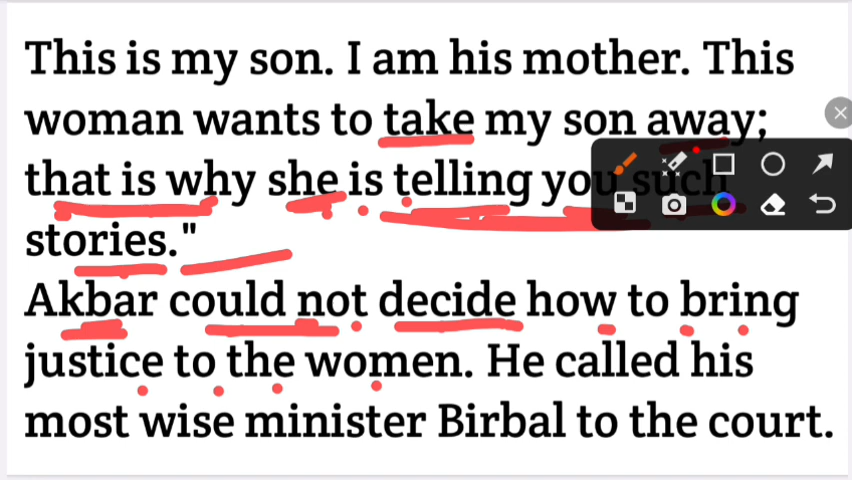 This is my son. I am his mother. This
woman wants to take my son away;
that is why she is telling you such
stories."
Akbar could not decide how to bring
justice to the women. He called his
most wise minister Birbal to the court.